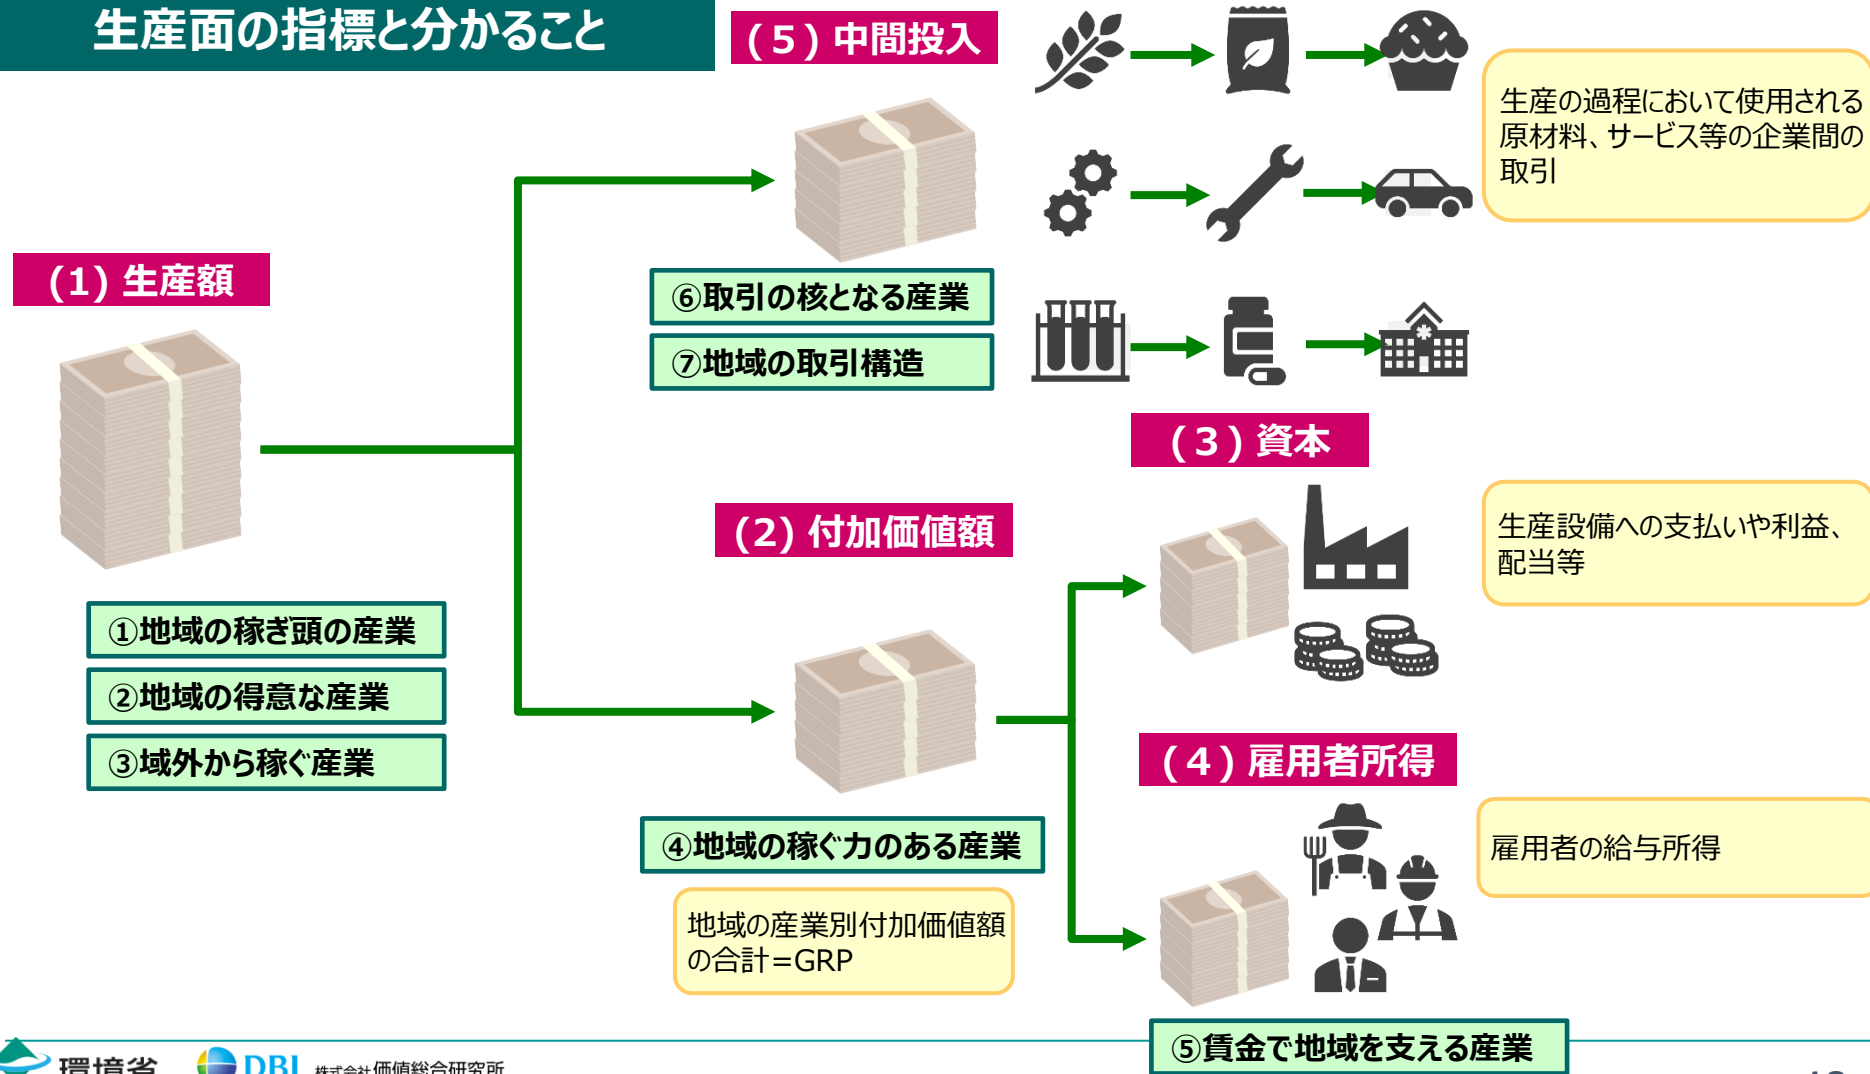 生産面の指標と分かること
(5)中間投入
生産の過程において使用される
原材料、サービス等の企業間の
取引
(1)生産額
⑥取引の核となる産業
⑦地域の取引構造
(3)資本
(2)付加価値額
生産設備への支払いや利益、
配当等
①地域の稼ぎ頭の産業
②地域の得意な産業
③域外から稼ぐ産業
(4)雇用者所得
④地域の稼ぐ力のある産業
雇用者の給与所得
地域の産業別付加価値額
の合計=GRP
⑤賃金で地域を支える産業
環境省 DBJ 株式会社価値総合研究所